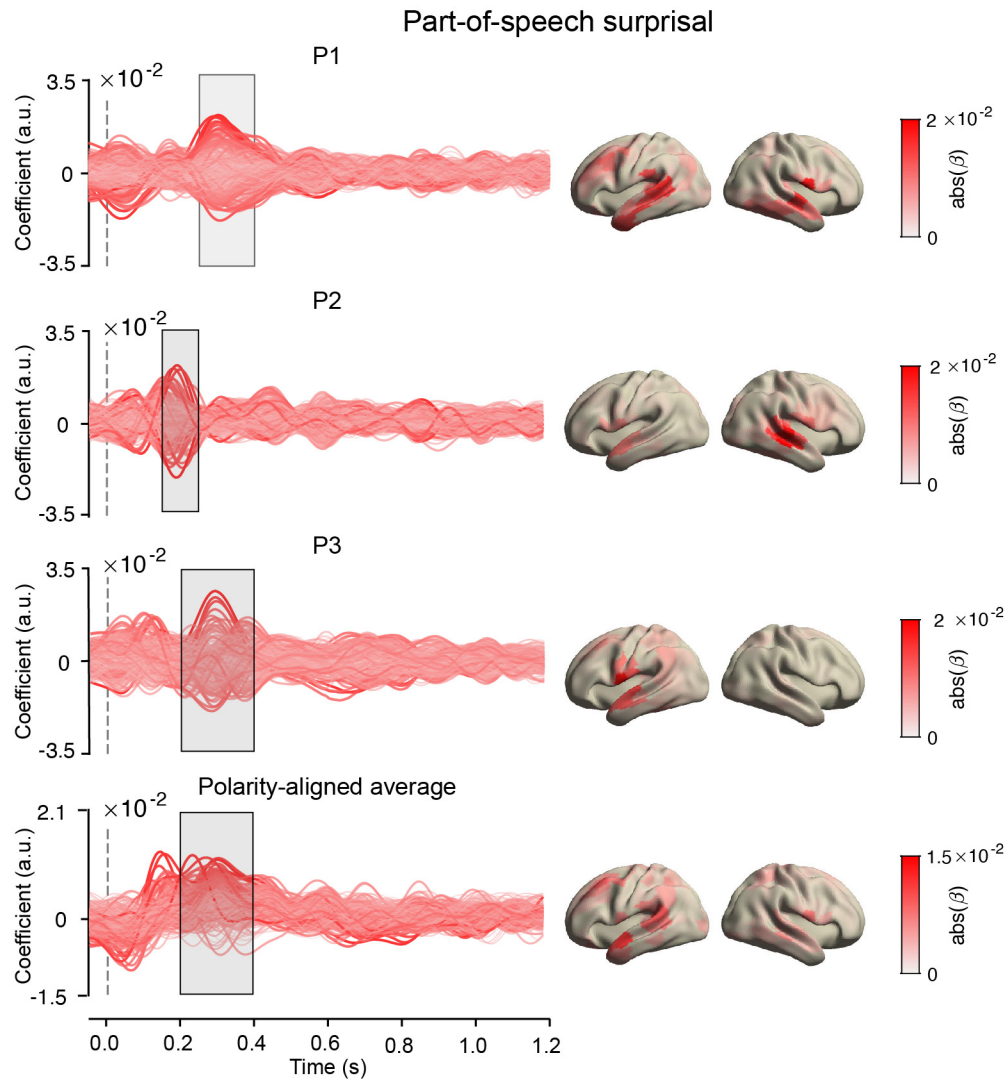 Part-of-speech surprisal
P1
×10⁻²
3.5
0
-3.5
Coefficient (a.u.)
2 ×10⁻²
0
abs(β)
P2
×10⁻²
3.5
0
-3.5
Coefficient (a.u.)
2 ×10⁻²
0
abs(β)
P3
×10⁻²
3.5
0
-3.5
Coefficient (a.u.)
2 ×10⁻²
0
abs(β)
Polarity-aligned average
×10⁻²
2.1
0
-1.5
Coefficient (a.u.)
1.5 ×10⁻²
0
abs(β)
0.0 0.2 0.4 0.6 0.8 1.0 1.2
Time (s)